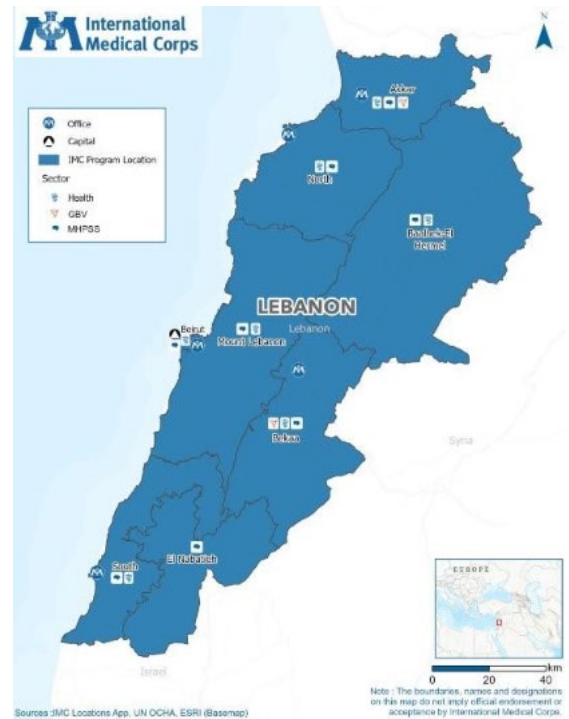 International
Medical Corps
N
Office
Capital
IMC Program Location
Sector
Health
GBV
MHPSS
Akkar
North
Baalbek-El
Hermel
LEBANON
Lebanon
Beirut
Mount Lebanon
Bekaa
Syria
El Nabatieh
South
Israel
EUROPE
0 20 40 km
Note : The boundaries, names and designations
on this map do not imply official endorsement or
acceptance by International Medical Corps.
Sources :IMC Locations App, UN OCHA, ESRI (Basemap)